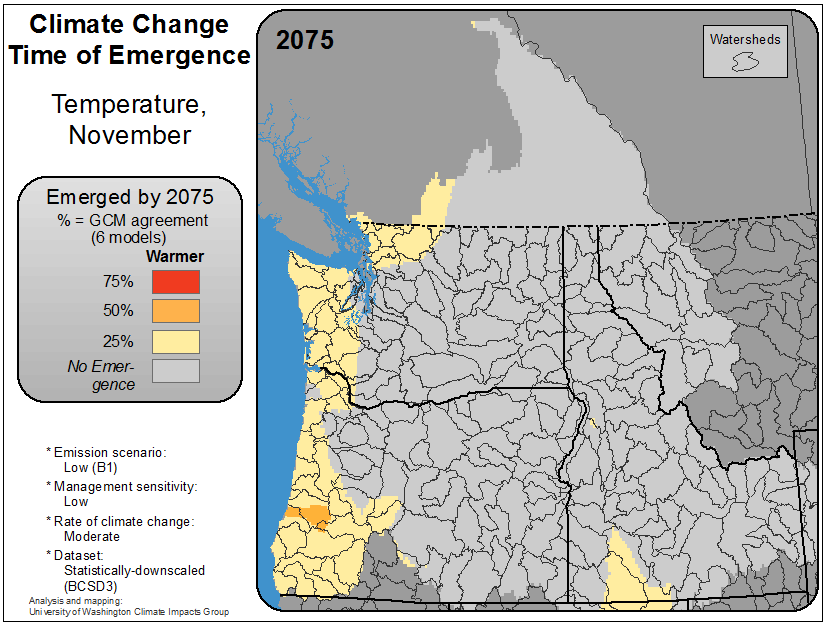 Climate Change
Time of Emergence
Temperature,
November
Emerged by 2075
% = GCM agreement
(6 models)
Warmer
75%
50%
25%
No Emer-
gence
* Emission scenario:
Low (B1)
* Management sensitivity:
Low
* Rate of climate change:
Moderate
* Dataset:
Statistically-downscaled
(BCSD3)
Analysis and mapping:
University of Washington Climate Impacts Group
2075
Watersheds